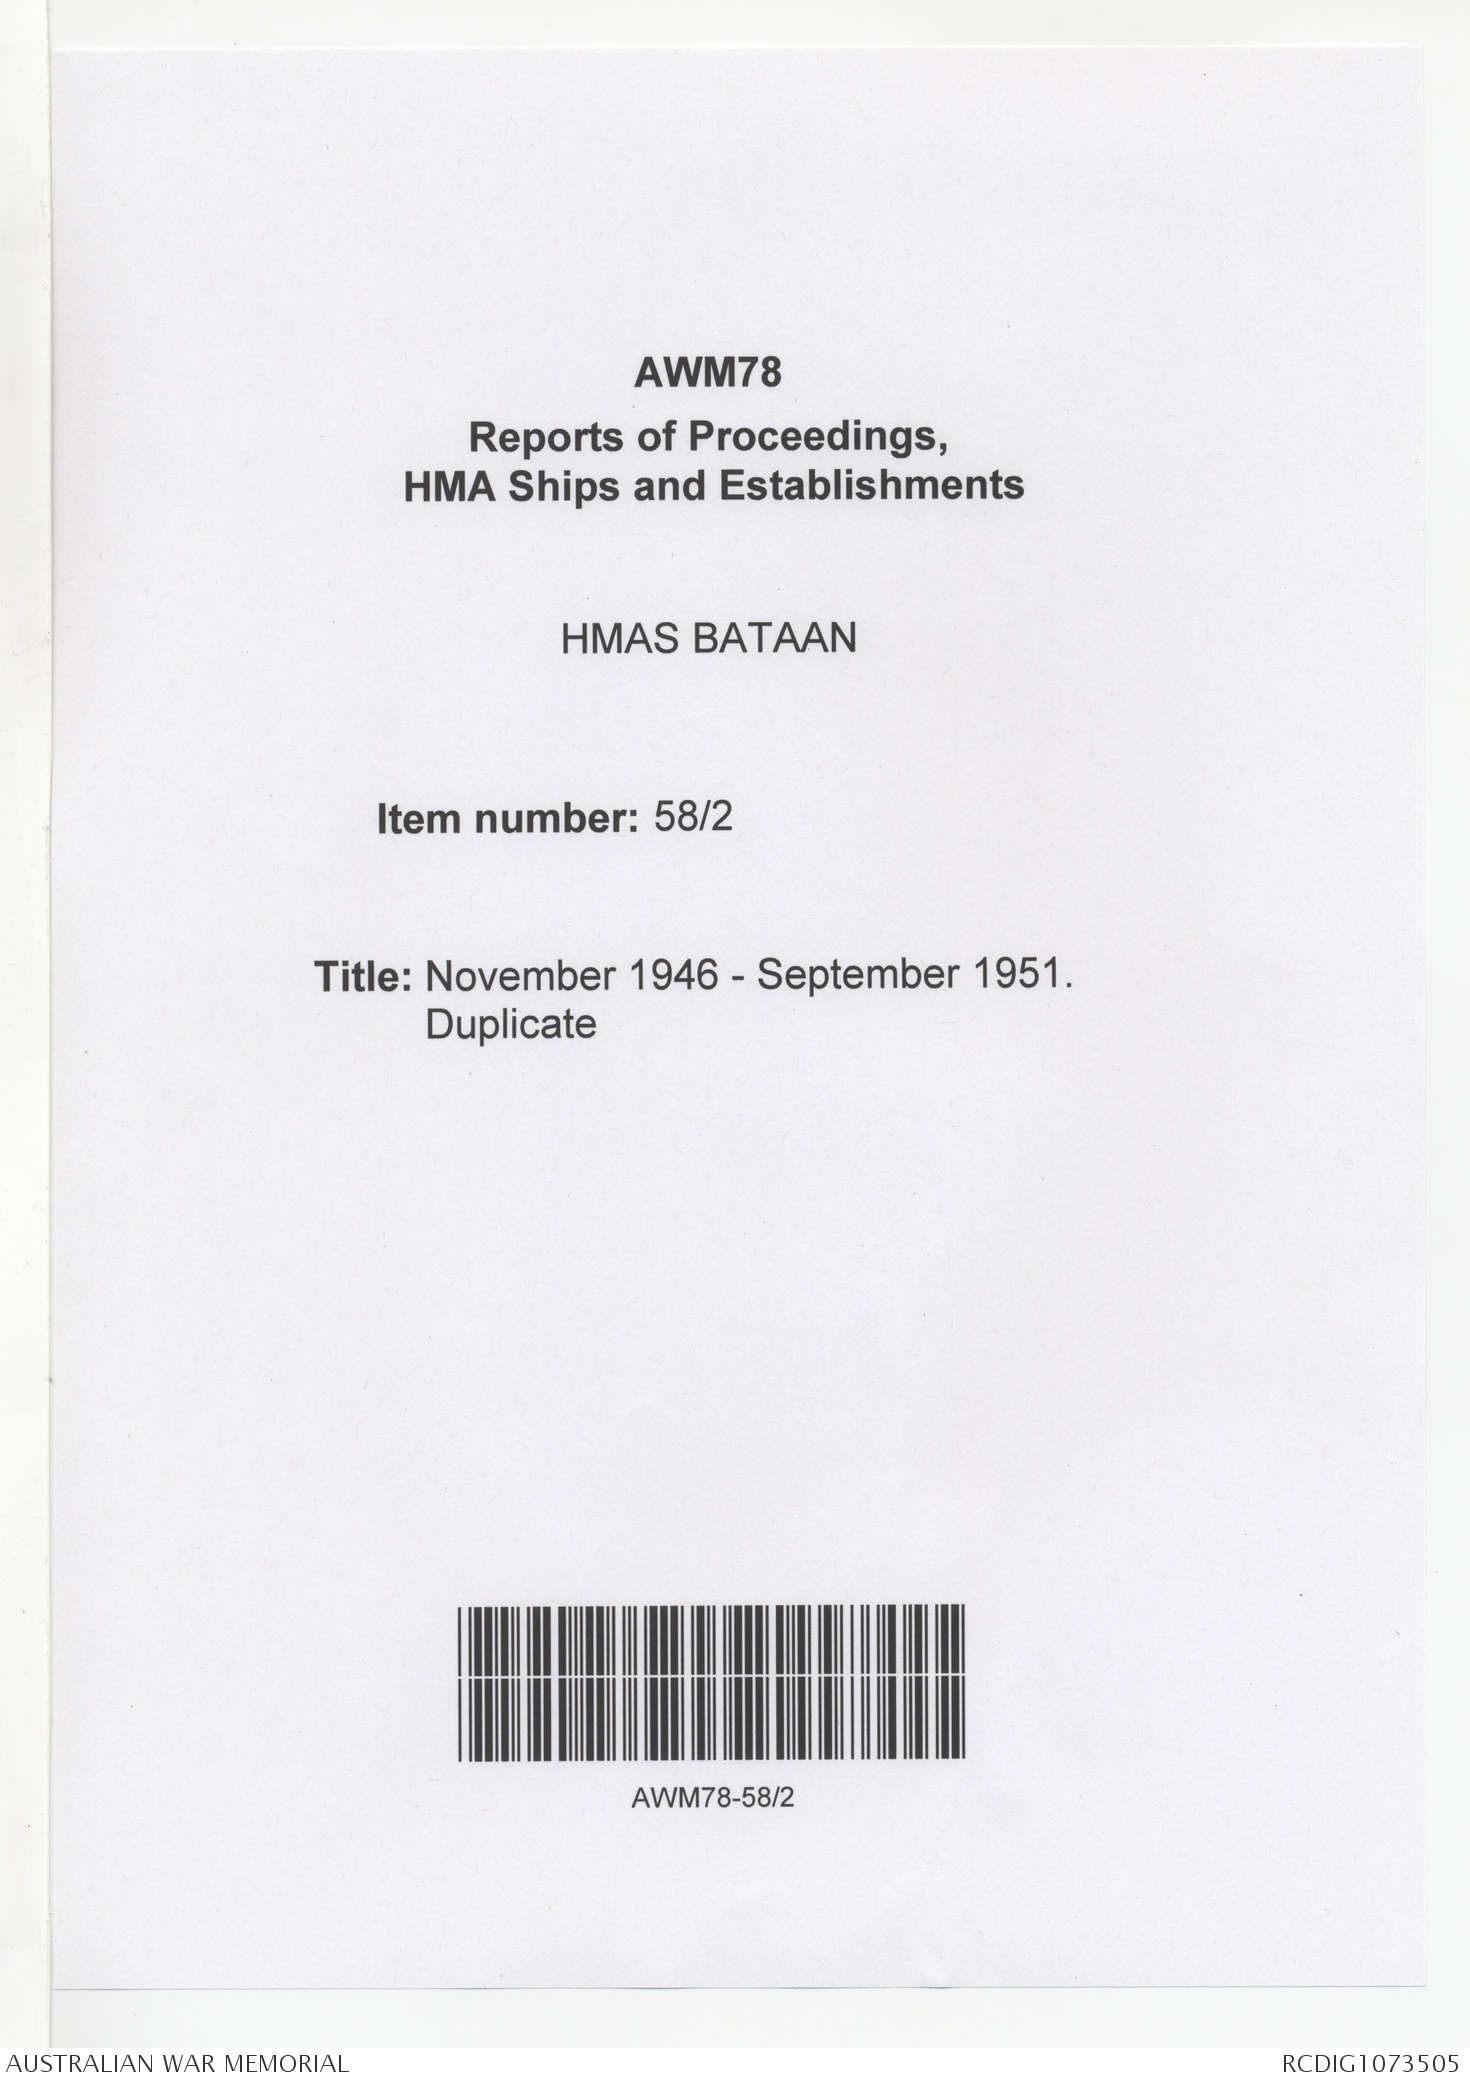 AWM78
Reports of Proceedings,
HMA Ships and Establishments
HMAS BATAAN
Item number: 58/2
Title: November 1946 - September 1951.
Duplicate
AWM78-58/2
AUSTRALIAN WAR MEMORIAL
RCDIG1073505